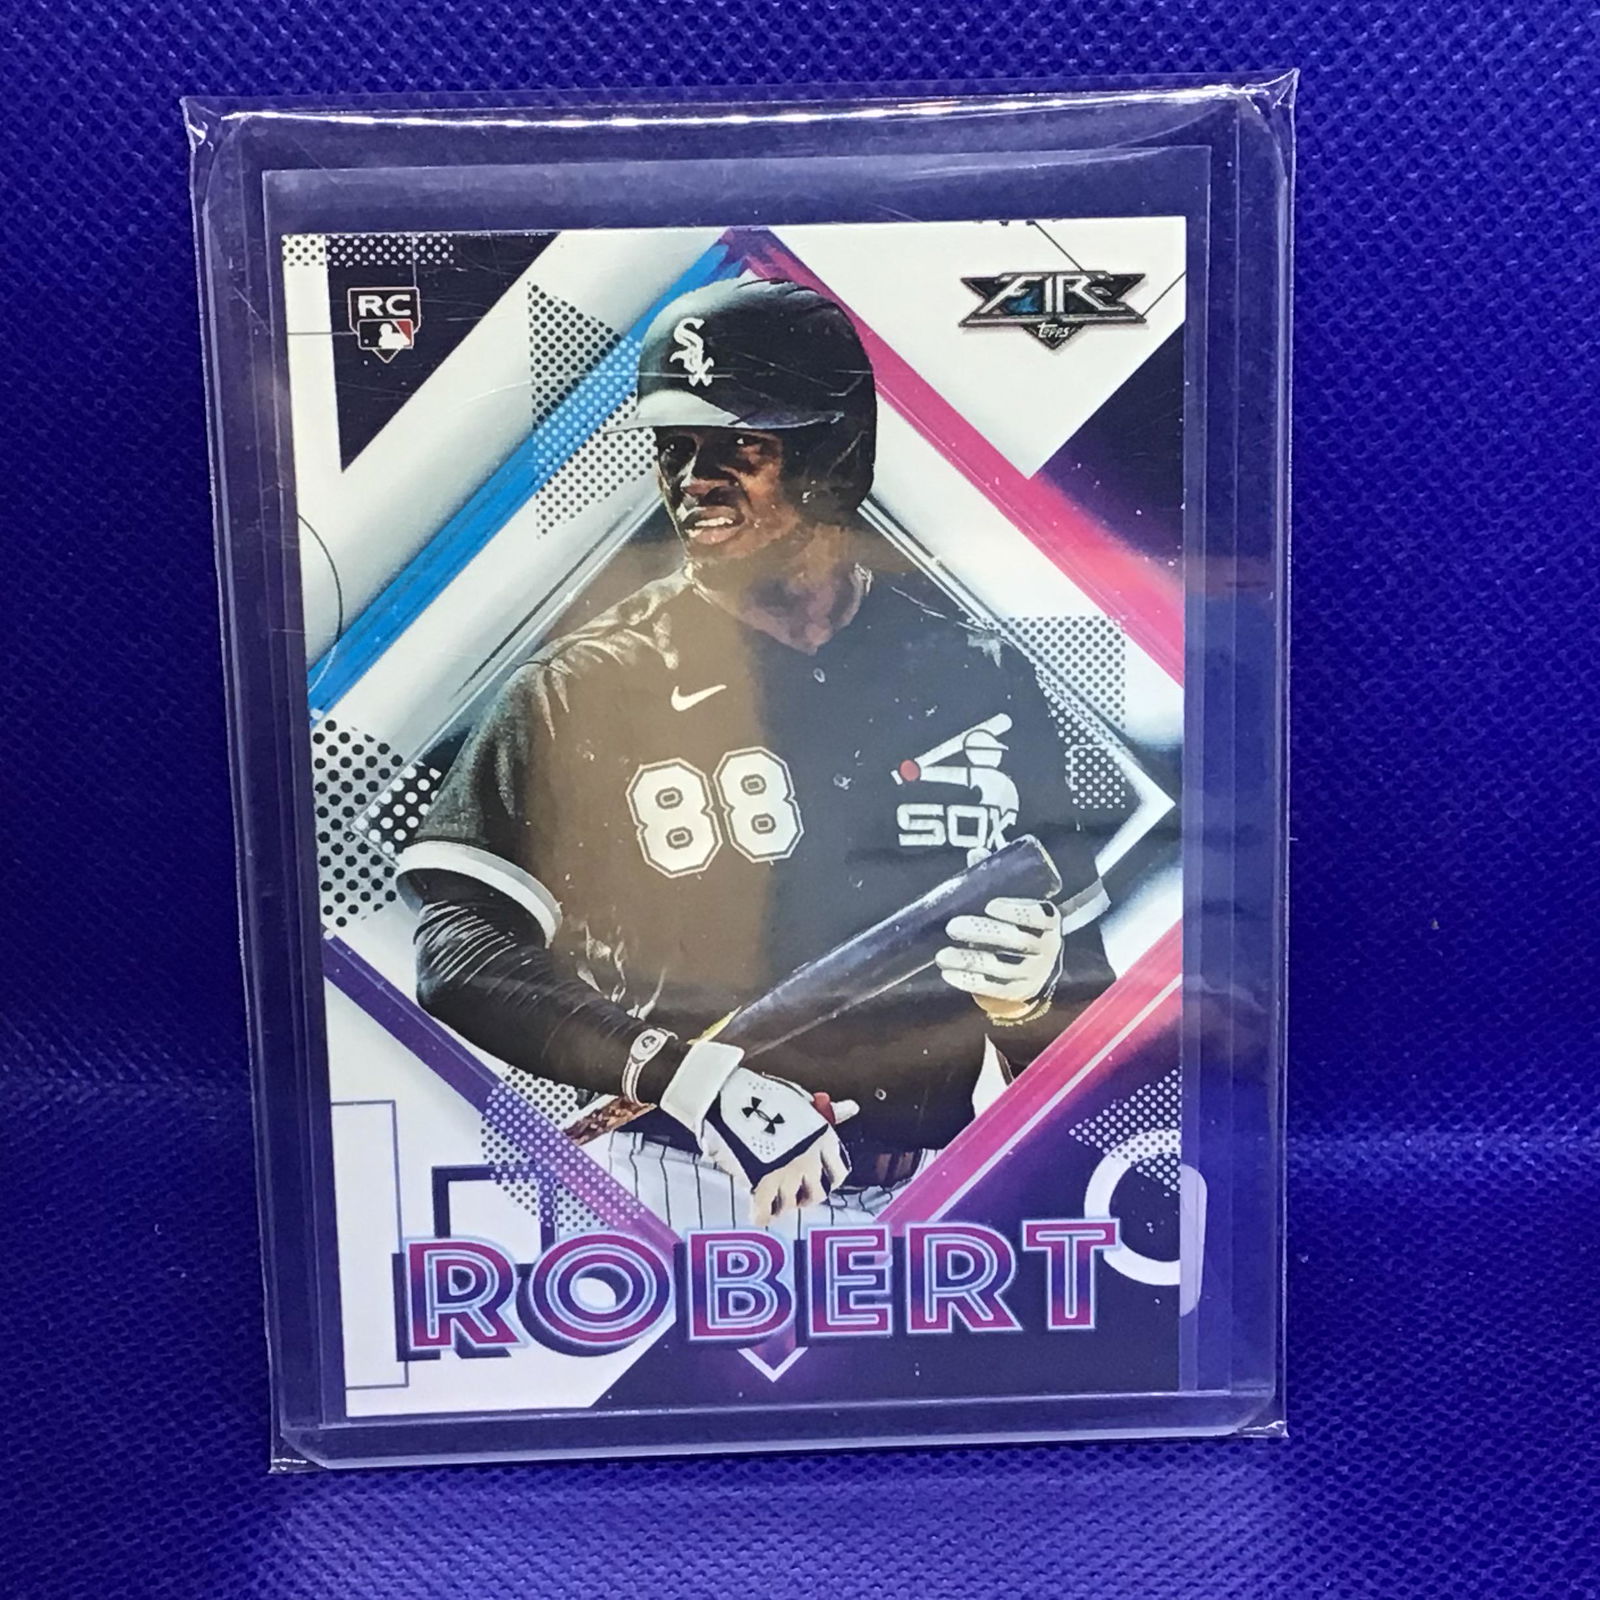 RC
FIRE
TOPPS
Sox
88
SOX
ROBERT